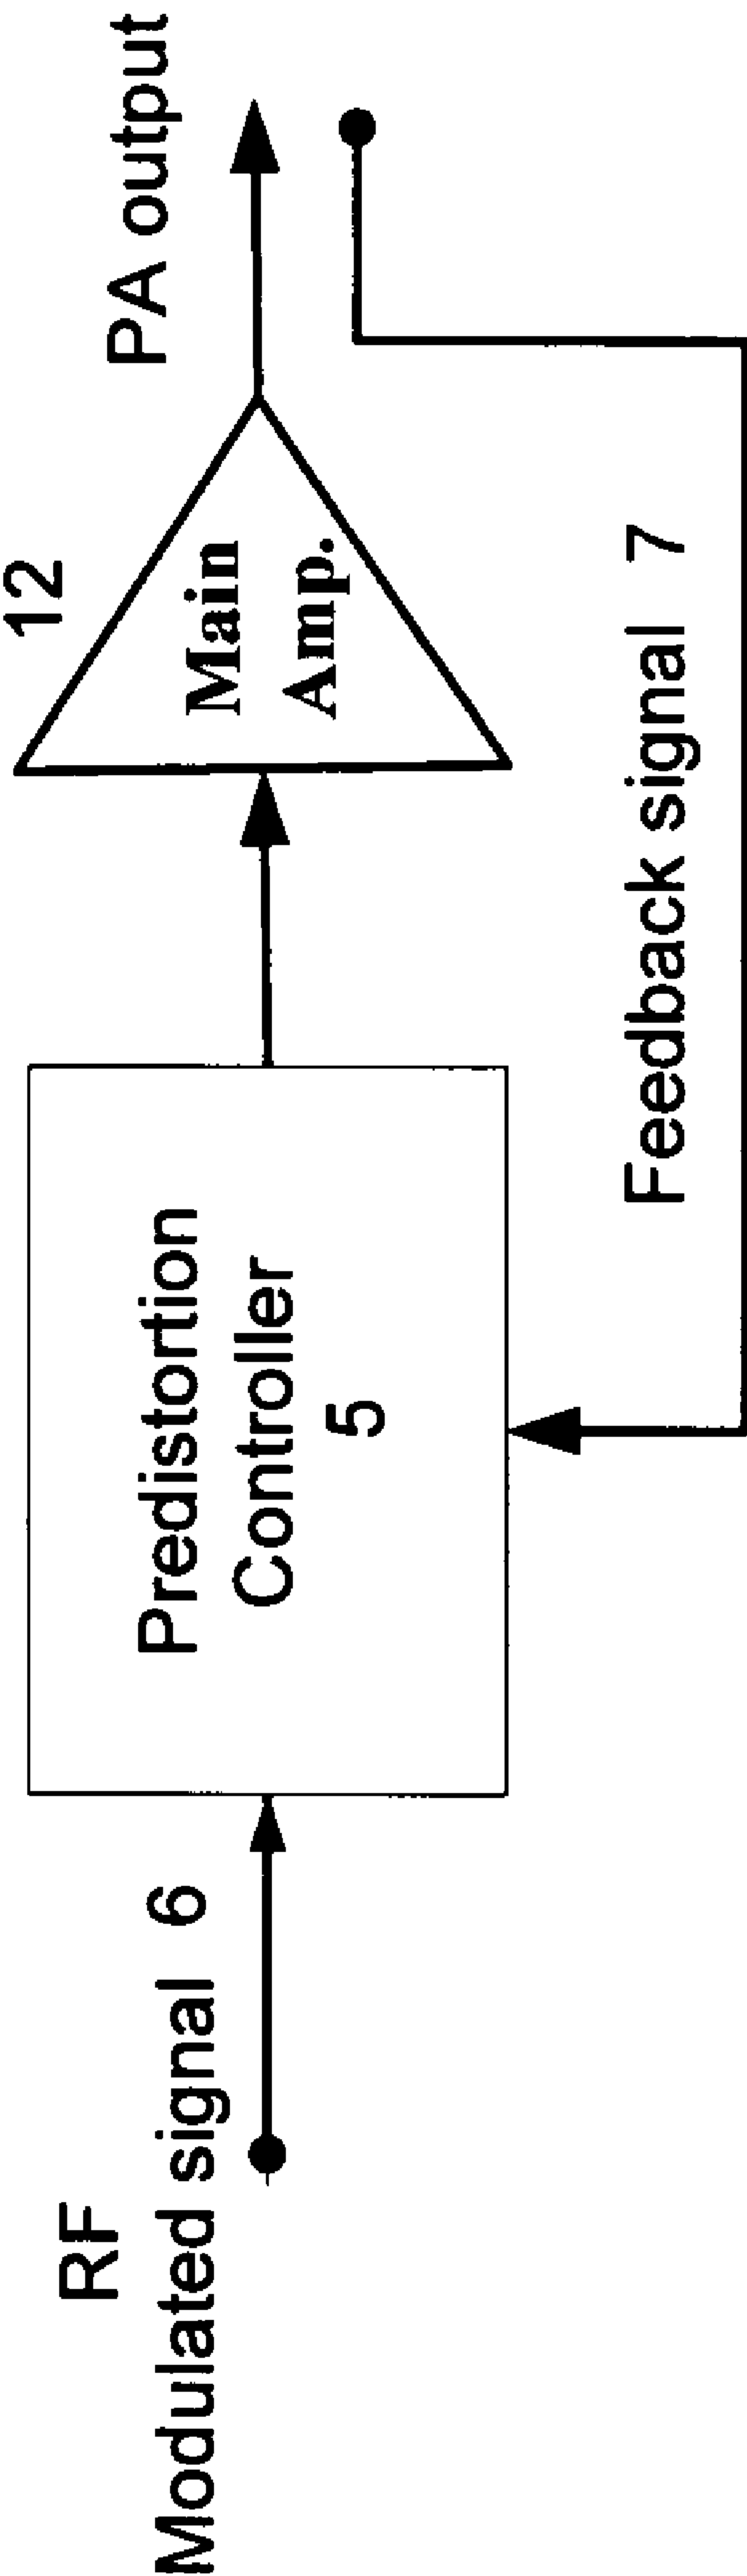 RF
Modulated signal 6
Predistortion
Controller
5
12
Main
Amp.
PA output
Feedback signal 7